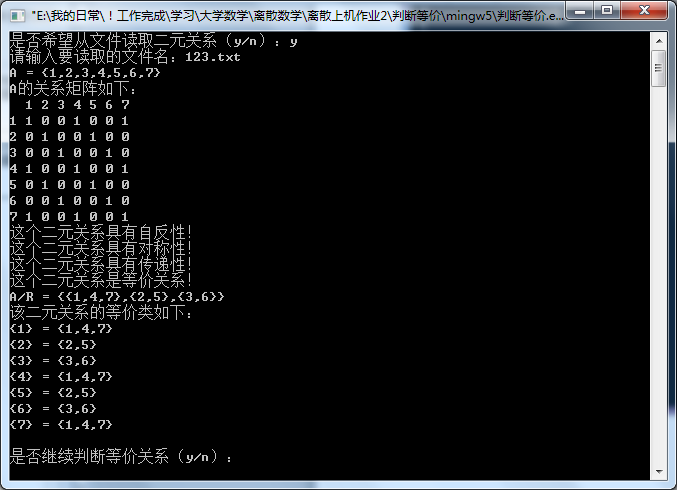 "E:\我的日常\！工作完成\学习\大学数学\离散数学\离散上机作业2\判断等价\mingw5\判断等价.e...
是否希望从文件读取二元关系（y/n）：y
请输入要读取的文件名：123.txt
A = {1,2,3,4,5,6,7}
A的关系矩阵如下：
1 2 3 4 5 6 7
1 1 0 0 1 0 0 1
2 0 1 0 0 1 0 0
3 0 0 1 0 0 1 0
4 1 0 0 1 0 0 1
5 0 1 0 0 1 0 0
6 0 0 1 0 0 1 0
7 1 0 0 1 0 0 1
这个二元关系具有自反性！
这个二元关系具有对称性！
这个二元关系具有传递性！
这个二元关系是等价关系！
A/R = {{1,4,7},{2,5},{3,6}}
该二元关系的等价类如下：
{1} = {1,4,7}
{2} = {2,5}
{3} = {3,6}
{4} = {1,4,7}
{5} = {2,5}
{6} = {3,6}
{7} = {1,4,7}
是否继续判断等价关系（y/n）：